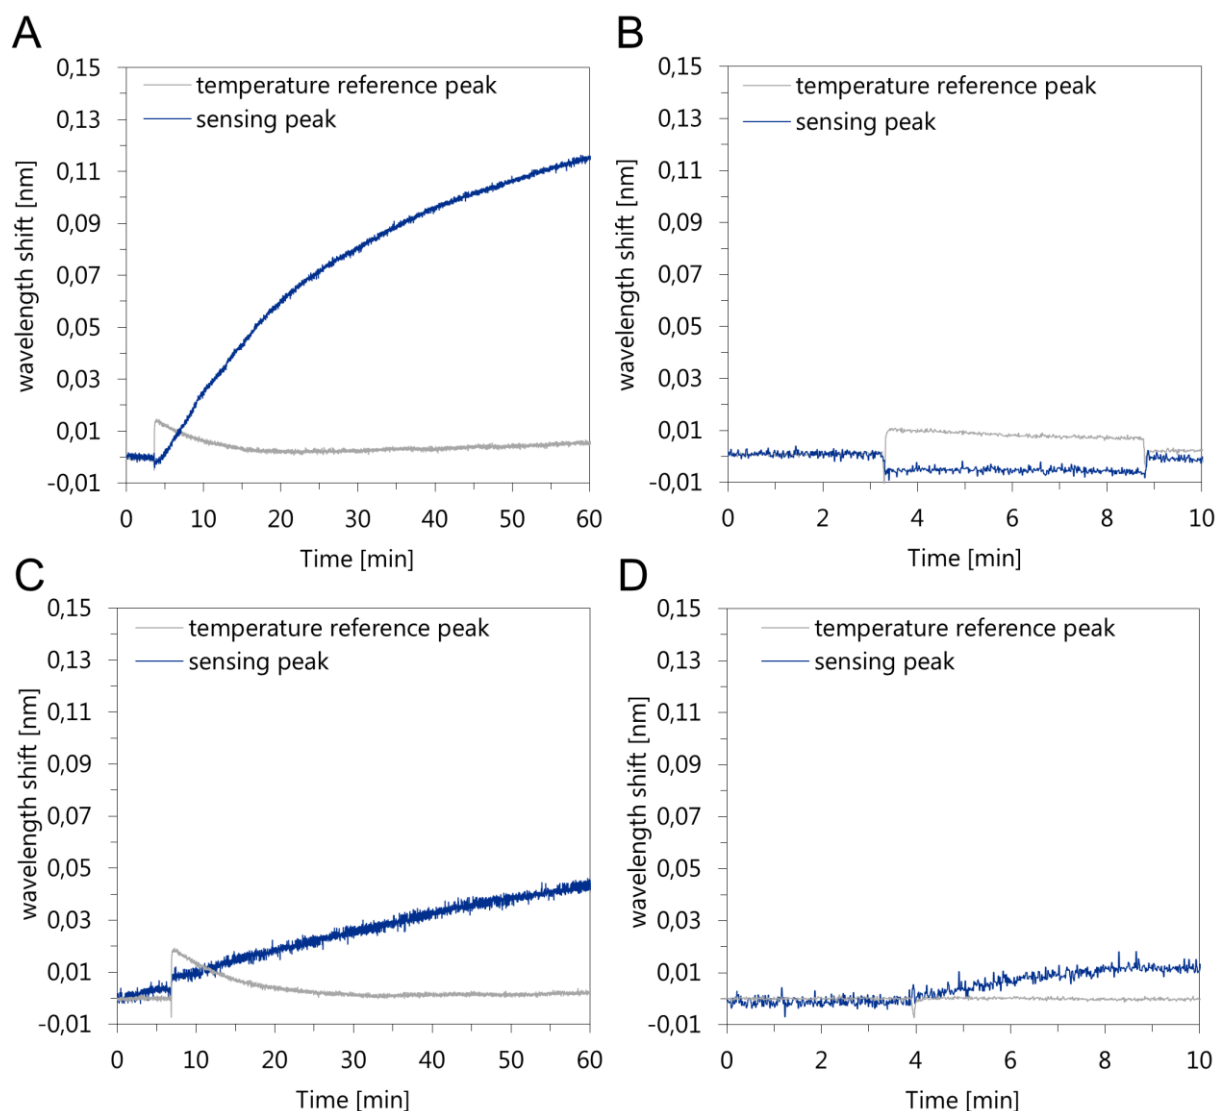 A
wavelength shift [nm]
0,15
0,13
0,11
0,09
0,07
0,05
0,03
0,01
-0,01
temperature reference peak
sensing peak
0 10 20 30 40 50 60
Time [min]
B
wavelength shift [nm]
0,15
0,13
0,11
0,09
0,07
0,05
0,03
0,01
-0,01
temperature reference peak
sensing peak
0 2 4 6 8 10
Time [min]
C
wavelength shift [nm]
0,15
0,13
0,11
0,09
0,07
0,05
0,03
0,01
-0,01
temperature reference peak
sensing peak
0 10 20 30 40 50 60
Time [min]
D
wavelength shift [nm]
0,15
0,13
0,11
0,09
0,07
0,05
0,03
0,01
-0,01
temperature reference peak
sensing peak
0 2 4 6 8 10
Time [min]